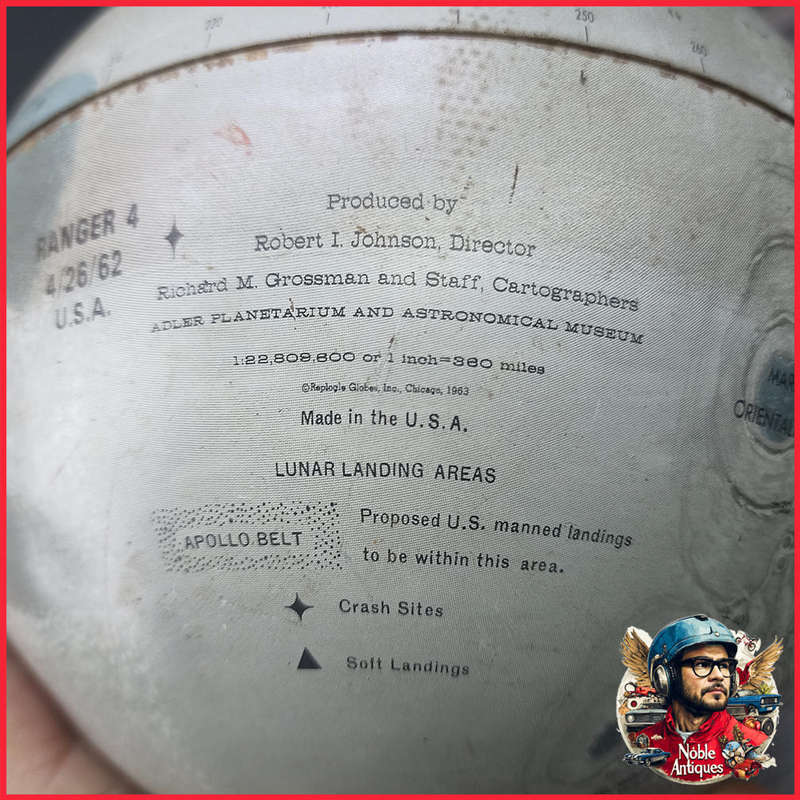 220
250
260
RANGER 4
4/26/62
U.S.A.
Produced by
Robert I. Johnson, Director
Richard M. Grossman and Staff, Cartographers
ADLER PLANETARIUM AND ASTRONOMICAL MUSEUM
1:22,809,600 or 1 inch=360 miles
©Replogle Globes, Inc., Chicago, 1963
Made in the U.S.A.
LUNAR LANDING AREAS
APOLLO BELT
Proposed U.S. manned landings
to be within this area.
Crash Sites
Soft Landings
MAR
ORIENTAL
Noble
Antiques